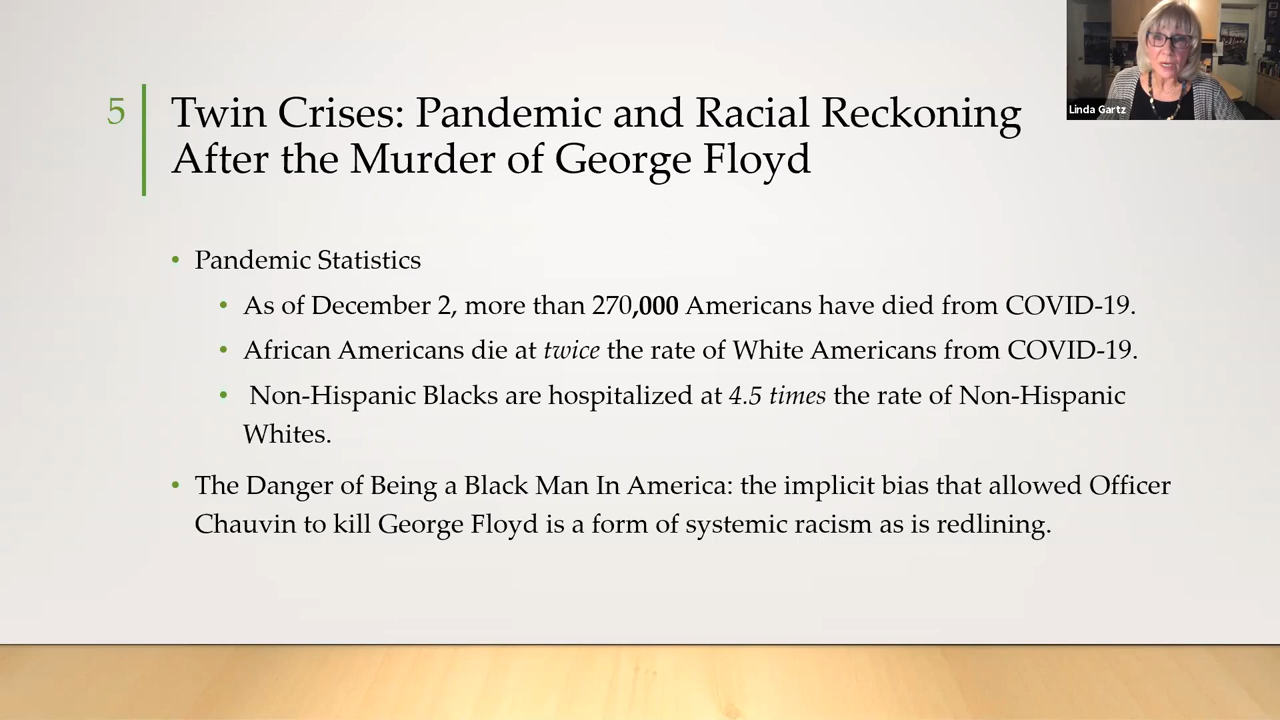 5
Twin Crises: Pandemic and Racial Reckoning
After the Murder of George Floyd
Linda Gartz
• Pandemic Statistics
• As of December 2, more than 270,000 Americans have died from COVID-19.
• African Americans die at twice the rate of White Americans from COVID-19.
• Non-Hispanic Blacks are hospitalized at 4.5 times the rate of Non-Hispanic
Whites.
• The Danger of Being a Black Man In America: the implicit bias that allowed Officer
Chauvin to kill George Floyd is a form of systemic racism as is redlining.